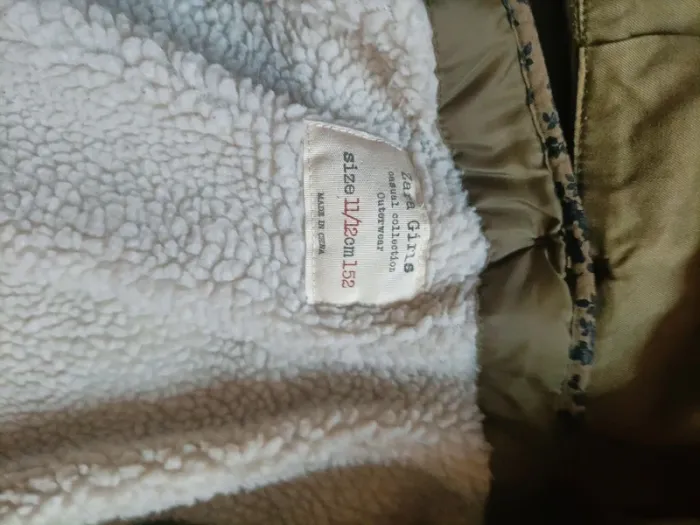 Zara Girls
casual collection
Outerwear
size 11/12 cm 152
MADE IN CHINA